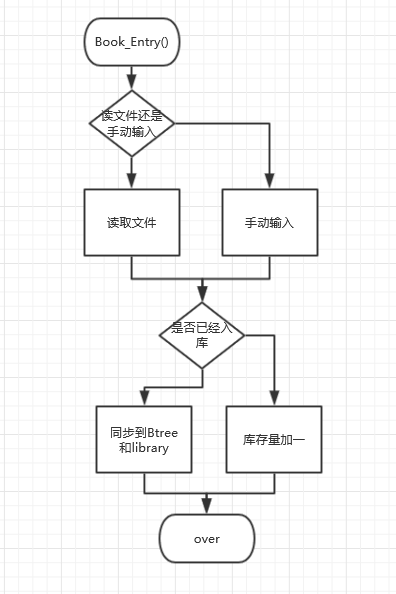 Book_Entry()
读文件还是
手动输入
读取文件
手动输入
是否已经入
库
同步到Btree
和library
库存量加一
over